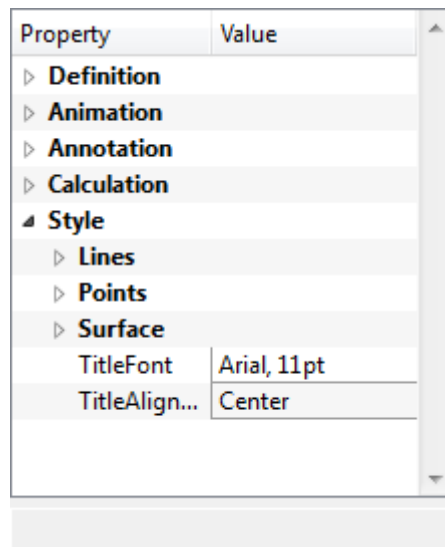 Property Value
Definition
Animation
Annotation
Calculation
Style
Lines
Points
Surface
TitleFont Arial, 11pt
TitleAlign... Center